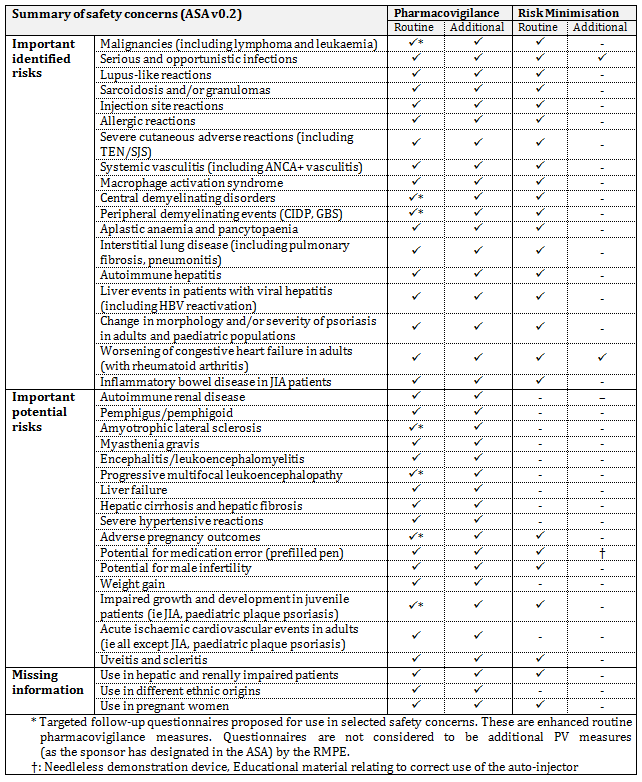 Summary of safety concerns (ASA v0.2) Pharmacovigilance Risk Minimisation
Routine Additional Routine Additional
Important identified risks Malignancies (including lymphoma and leukaemia) ✓* ✓ ✓ -
Serious and opportunistic infections ✓ ✓ ✓ ✓
Lupus-like reactions ✓ ✓ ✓ -
Sarcoidosis and/or granulomas ✓ ✓ ✓ -
Injection site reactions ✓ ✓ ✓ -
Allergic reactions ✓ ✓ ✓ -
Severe cutaneous adverse reactions (including
TEN/SJS) ✓ ✓ ✓ -
Systemic vasculitis (including ANCA+ vasculitis) ✓ ✓ ✓ -
Macrophage activation syndrome ✓ ✓ ✓ -
Central demyelinating disorders ✓* ✓ ✓ -
Peripheral demyelinating events (CIDP, GBS) ✓* ✓ ✓ -
Aplastic anaemia and pancytopaenia ✓ ✓ ✓ -
Interstitial lung disease (including pulmonary
fibrosis, pneumonitis) ✓ ✓ ✓ -
Autoimmune hepatitis ✓ ✓ ✓ -
Liver events in patients with viral hepatitis
(including HBV reactivation) ✓ ✓ ✓ -
Change in morphology and/or severity of psoriasis
in adults and paediatric populations ✓ ✓ ✓ -
Worsening of congestive heart failure in adults
(with rheumatoid arthritis) ✓ ✓ ✓ ✓
Inflammatory bowel disease in JIA patients ✓ ✓ ✓ -
Important potential risks Autoimmune renal disease ✓ ✓ - –
Pemphigus/pemphigoid ✓ ✓ - -
Amyotrophic lateral sclerosis ✓* ✓ - -
Myasthenia gravis ✓ ✓ - -
Encephalitis/leukoencephalomyelitis ✓ ✓ - -
Progressive multifocal leukoencephalopathy ✓* ✓ - -
Liver failure ✓ ✓ - -
Hepatic cirrhosis and hepatic fibrosis ✓ ✓ - -
Severe hypertensive reactions ✓ ✓ - -
Adverse pregnancy outcomes ✓* ✓ ✓ -
Potential for medication error (prefilled pen) ✓ ✓ ✓ †
Potential for male infertility ✓ ✓ ✓ -
Weight gain ✓ ✓ - -
Impaired growth and development in juvenile
patients (ie JIA, paediatric plaque psoriasis) ✓* ✓ ✓ -
Acute ischaemic cardiovascular events in adults
(ie all except JIA, paediatric plaque psoriasis) ✓ ✓ - -
Uveitis and scleritis ✓ ✓ ✓ -
Missing information Use in hepatic and renally impaired patients ✓ ✓ ✓ -
Use in different ethnic origins ✓ ✓ - -
Use in pregnant women ✓ ✓ ✓ -
* Targeted follow-up questionnaires proposed for use in selected safety concerns. These are enhanced routine
pharmacovigilance measures. Questionnaires are not considered to be additional PV measures
(as the sponsor has designated in the ASA) by the RMPE.
†: Needleless demonstration device, Educational material relating to correct use of the auto-injector